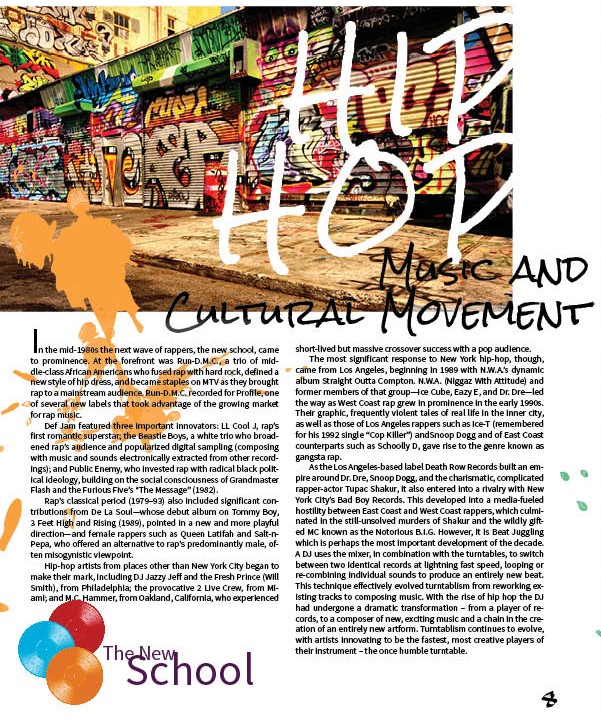 HIP
HOP
Music and
Cultural Movement
In the mid-1980s the next wave of rappers, the new school, came
to prominence. At the forefront was Run-D.M.C., a trio of mid-
dle-class African Americans who fused rap with hard rock, defined a
new style of hip dress, and became staples on MTV as they brought
rap to a mainstream audience. Run-D.M.C. recorded for Profile, one
of several new labels that took advantage of the growing market
for rap music.
Def Jam featured three important innovators: LL Cool J, rap's
first romantic superstar; the Beastie Boys, a white trio who broad-
ened rap's audience and popularized digital sampling (composing
with music and sounds electronically extracted from other record-
ings); and Public Enemy, who invested rap with radical black polit-
ical ideology, building on the social consciousness of Grandmaster
Flash and the Furious Five's "The Message" (1982).
Rap's classical period (1979–93) also included significant con-
tributions from De La Soul—whose debut album on Tommy Boy,
3 Feet High and Rising (1989), pointed in a new and more playful
direction—and female rappers such as Queen Latifah and Salt-n-
Pepa, who offered an alternative to rap's predominantly male, of-
ten misogynistic viewpoint.
Hip-hop artists from places other than New York City began to
make their mark, including DJ Jazzy Jeff and the Fresh Prince (Will
Smith), from Philadelphia; the provocative 2 Live Crew, from Mi-
ami; and M.C. Hammer, from Oakland, California, who experienced
short-lived but massive crossover success with a pop audience.
The most significant response to New York hip-hop, though,
came from Los Angeles, beginning in 1989 with N.W.A.'s dynamic
album Straight Outta Compton. N.W.A. (Niggaz With Attitude) and
former members of that group—Ice Cube, Eazy E, and Dr. Dre—led
the way as West Coast rap grew in prominence in the early 1990s.
Their graphic, frequently violent tales of real life in the inner city,
as well as those of Los Angeles rappers such as Ice-T (remembered
for his 1992 single "Cop Killer") andSnoop Dogg and of East Coast
counterparts such as Schoolly D, gave rise to the genre known as
gangsta rap.
As the Los Angeles-based label Death Row Records built an em-
pire around Dr. Dre, Snoop Dogg, and the charismatic, complicated
rapper-actor Tupac Shakur, it also entered into a rivalry with New
York City's Bad Boy Records. This developed into a media-fueled
hostility between East Coast and West Coast rappers, which culmi-
nated in the still-unsolved murders of Shakur and the wildly gift-
ed MC known as the Notorious B.I.G. However, it is Beat Juggling
which is perhaps the most important development of the decade.
A DJ uses the mixer, in combination with the turntables, to switch
between two identical records at lightning fast speed, looping or
re-combining individual sounds to produce an entirely new beat.
This technique effectively evolved turntablism from reworking ex-
isting tracks to composing music. With the rise of hip hop the DJ
had undergone a dramatic transformation – from a player of re-
cords, to a composer of new, exciting music and a chain in the cre-
ation of an entirely new artform. Turntablism continues to evolve,
with artists innovating to be the fastest, most creative players of
their instrument – the once humble turntable.
The New
School
8